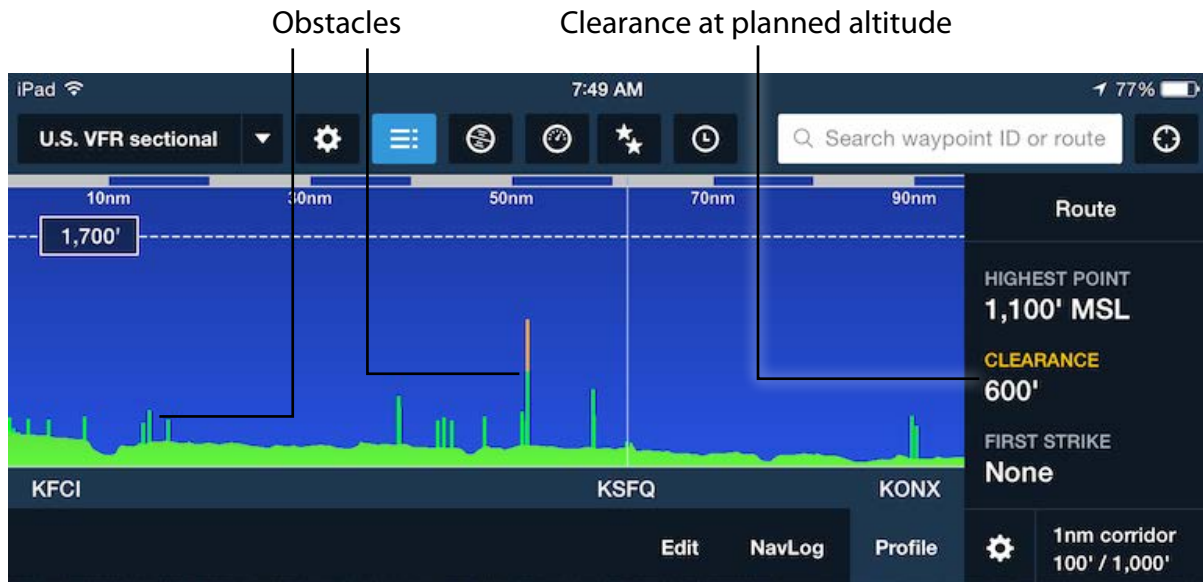 Obstacles
Clearance at planned altitude
iPad
7:49 AM
77%
U.S. VFR sectional
Search waypoint ID or route
10nm 30nm 50nm 70nm 90nm
1,700'
Route
HIGHEST POINT
1,100' MSL
CLEARANCE
600'
FIRST STRIKE
None
KFCI KSFQ KONX
Edit NavLog Profile
1nm corridor
100' / 1,000'